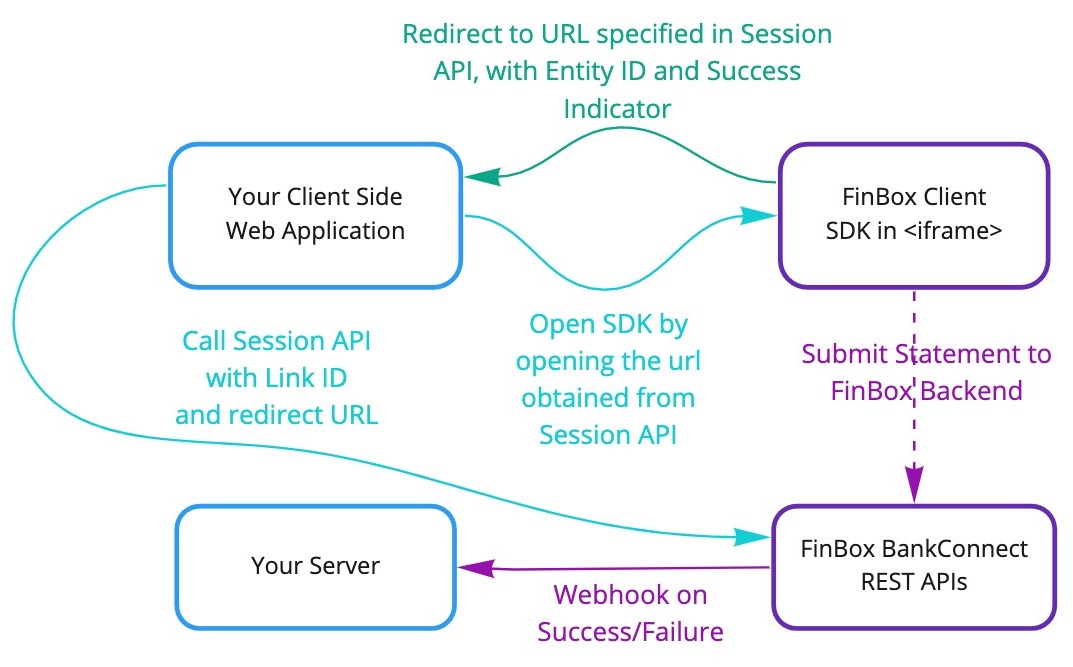 Redirect to URL specified in Session
API, with Entity ID and Success
Indicator
Your Client Side
Web Application
FinBox Client
SDK in <iframe>
Call Session API
with Link ID
and redirect URL
Open SDK by
opening the url
obtained from
Session API
Submit Statement to
FinBox Backend
Your Server
FinBox BankConnect
REST APIs
Webhook on
Success/Failure